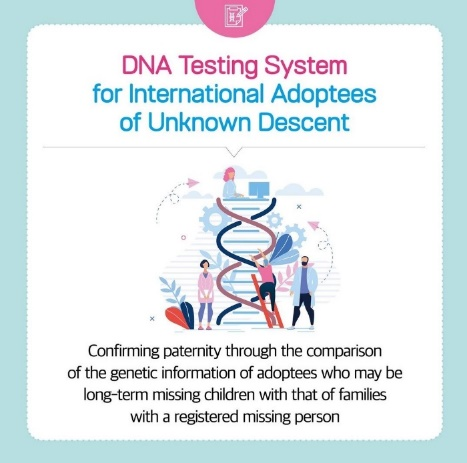 DNA Testing System
for International Adoptees
of Unknown Descent
Confirming paternity through the comparison
of the genetic information of adoptees who may be
long-term missing children with that of families
with a registered missing person